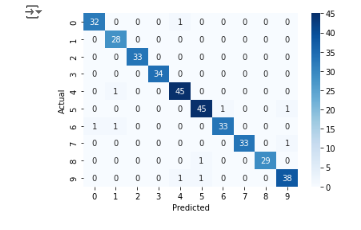 [→]
0 32 0 0 0 1 0 0 0 0 0
1 0 28 0 0 0 0 0 0 0 0
2 0 0 33 0 0 0 0 0 0 0
3 0 0 0 34 0 0 0 0 0 0
4 0 1 0 0 45 0 0 0 0 0
5 0 0 0 0 0 45 1 0 0 1
6 1 1 0 0 0 0 33 0 0 0
7 0 0 0 0 0 0 0 33 0 1
8 0 0 0 0 0 1 0 0 29 0
9 0 0 0 0 1 1 0 0 0 38
0 1 2 3 4 5 6 7 8 9
Predicted
Actual
45
40
35
30
25
20
15
10
5
0